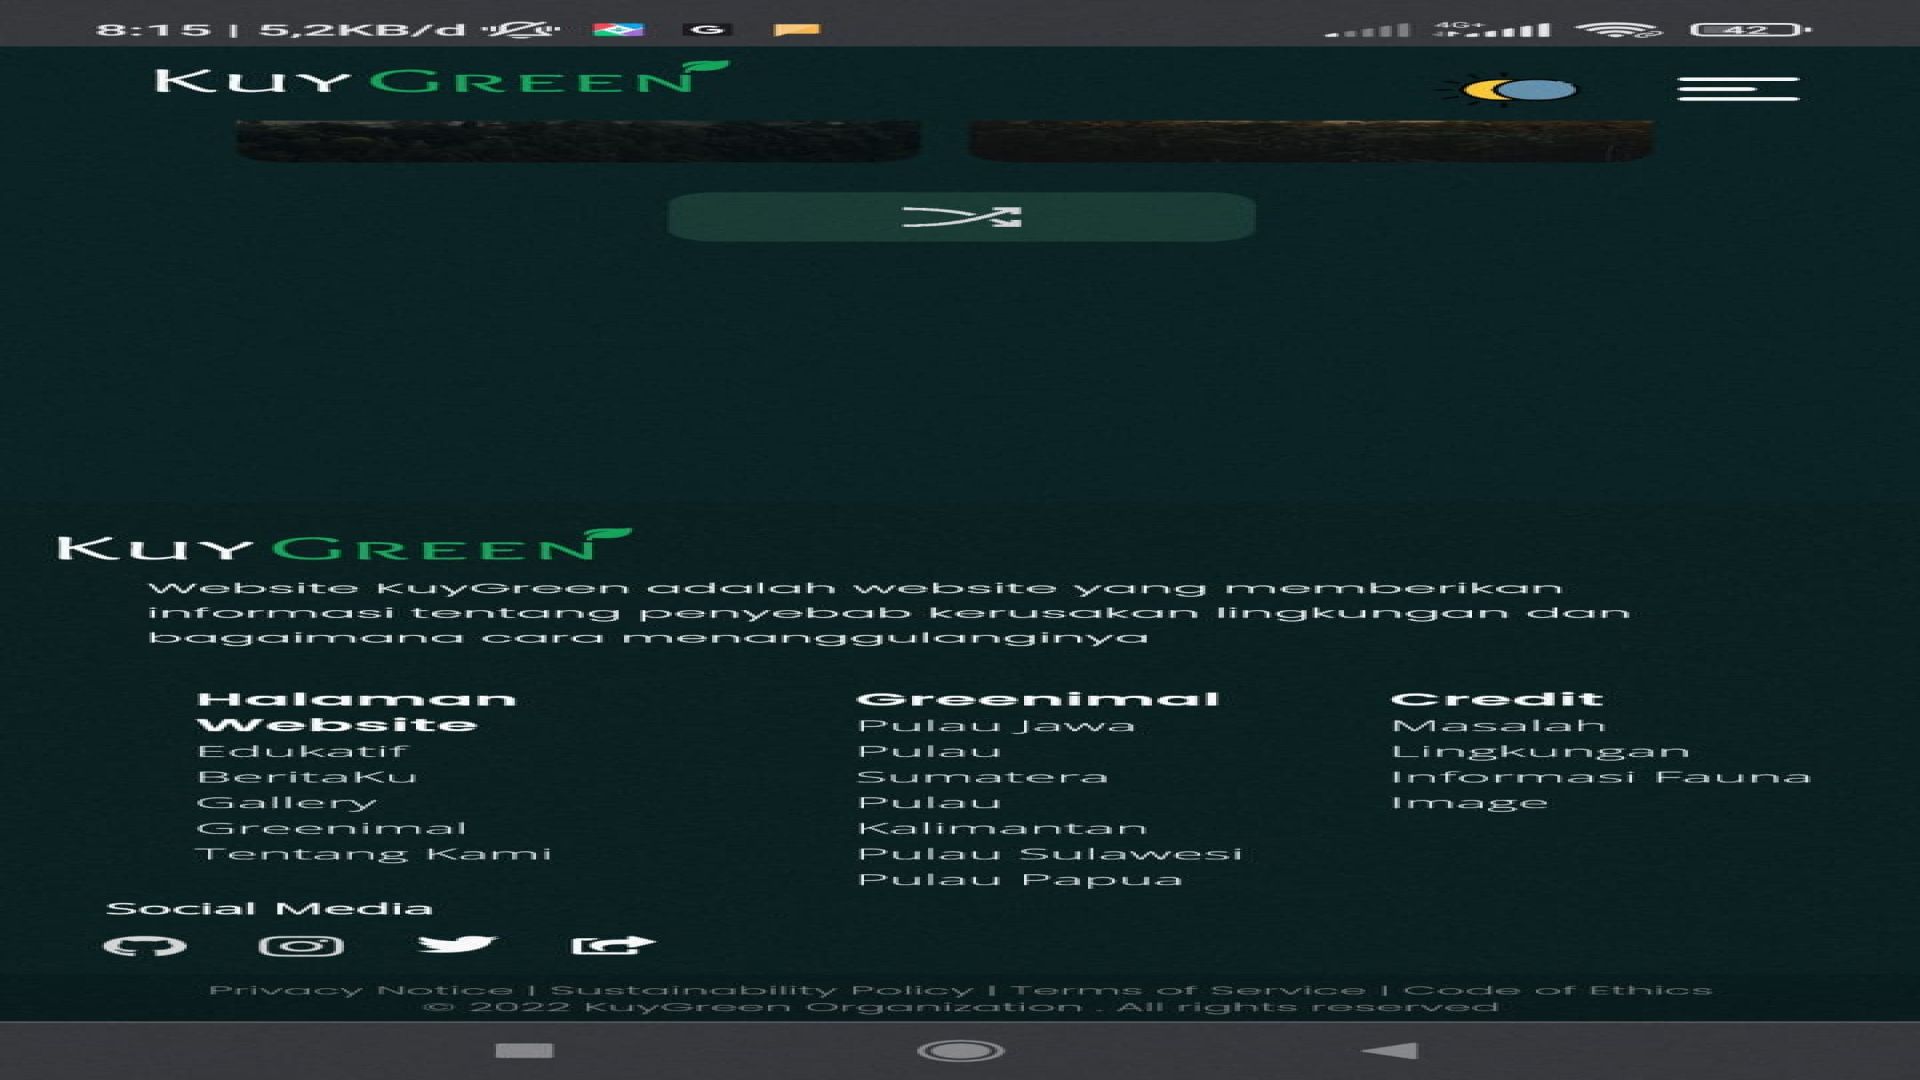 8:15 | 5,2KB/d G 4G+ 42
KUYGREEN
KUYGREEN
Website KuyGreen adalah website yang memberikan
informasi tentang penyebab kerusakan lingkungan dan
bagaimana cara menanggulanginya
Halaman
Website
Edukatif
BeritaKu
Gallery
Greenimal
Tentang Kami
Greenimal
Pulau Jawa
Pulau
Sumatera
Pulau
Kalimantan
Pulau Sulawesi
Pulau Papua
Credit
Masalah
Lingkungan
Informasi Fauna
Image
Social Media
Privacy Notice | Sustainability Policy | Terms of Service | Code of Ethics
© 2022 KuyGreen Organization . All rights reserved